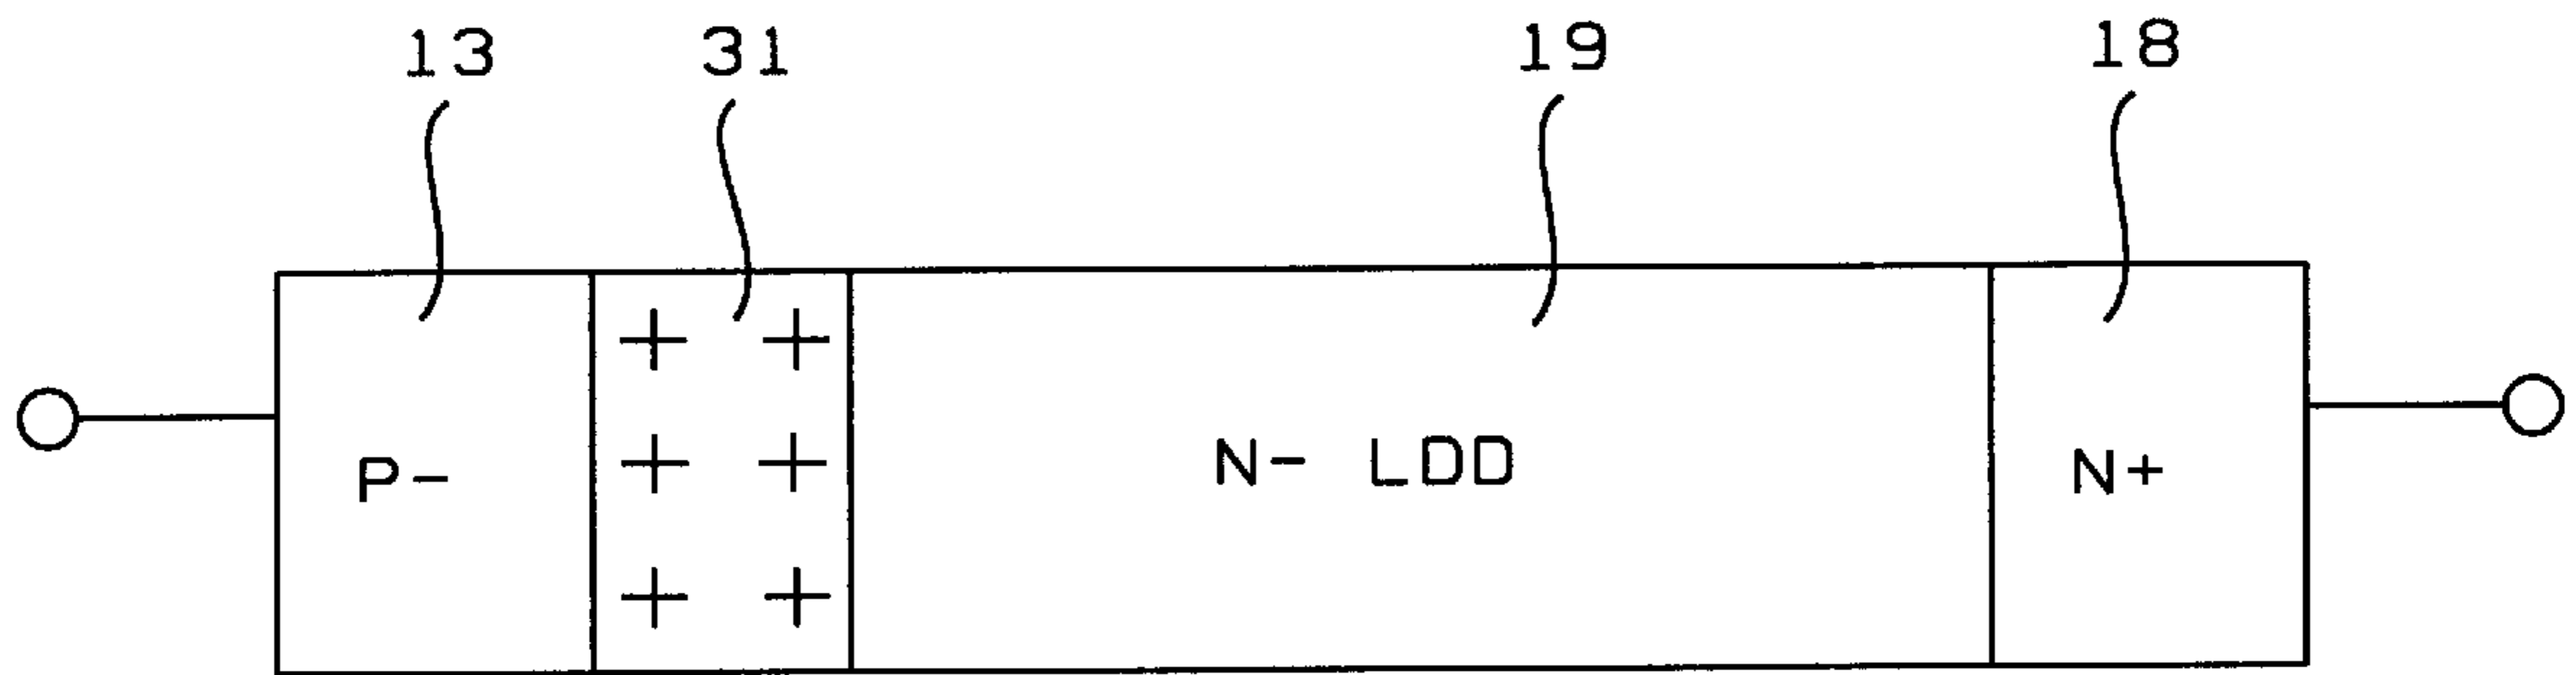 13 31 19 18
+ +
P- + + N- LDD N+
+ +